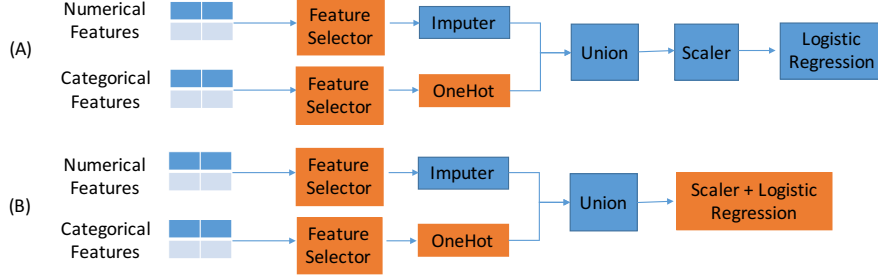 Numerical
Features
Feature
Selector
Imputer
(A)
Union
Scaler
Logistic
Regression
Categorical
Features
Feature
Selector
OneHot
Numerical
Features
Feature
Selector
Imputer
(B)
Union
Scaler + Logistic
Regression
Categorical
Features
Feature
Selector
OneHot